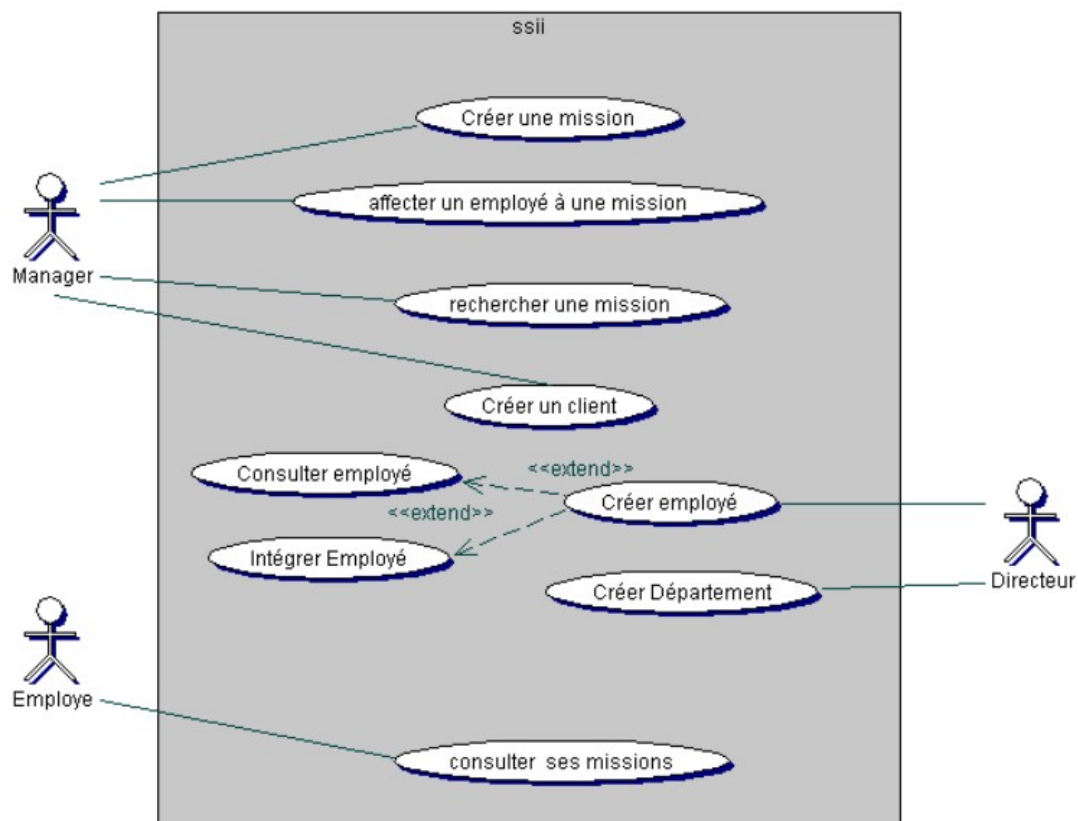 ssii
Créer une mission
affecter un employé à une mission
Manager
rechercher une mission
Créer un client
Consulter employé
<<extend>>
Créer employé
<<extend>>
Intégrer Employé
Directeur
Créer Département
Employe
consulter ses missions